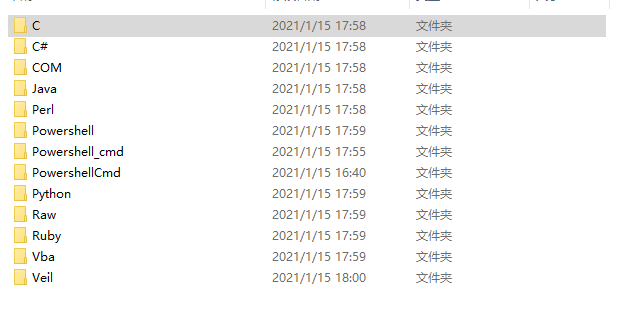 C 2021/1/15 17:58 文件夹
C# 2021/1/15 17:58 文件夹
COM 2021/1/15 17:58 文件夹
Java 2021/1/15 17:58 文件夹
Perl 2021/1/15 17:58 文件夹
Powershell 2021/1/15 17:59 文件夹
Powershell_cmd 2021/1/15 17:55 文件夹
PowershellCmd 2021/1/15 16:40 文件夹
Python 2021/1/15 17:59 文件夹
Raw 2021/1/15 17:59 文件夹
Ruby 2021/1/15 17:59 文件夹
Vba 2021/1/15 17:59 文件夹
Veil 2021/1/15 18:00 文件夹